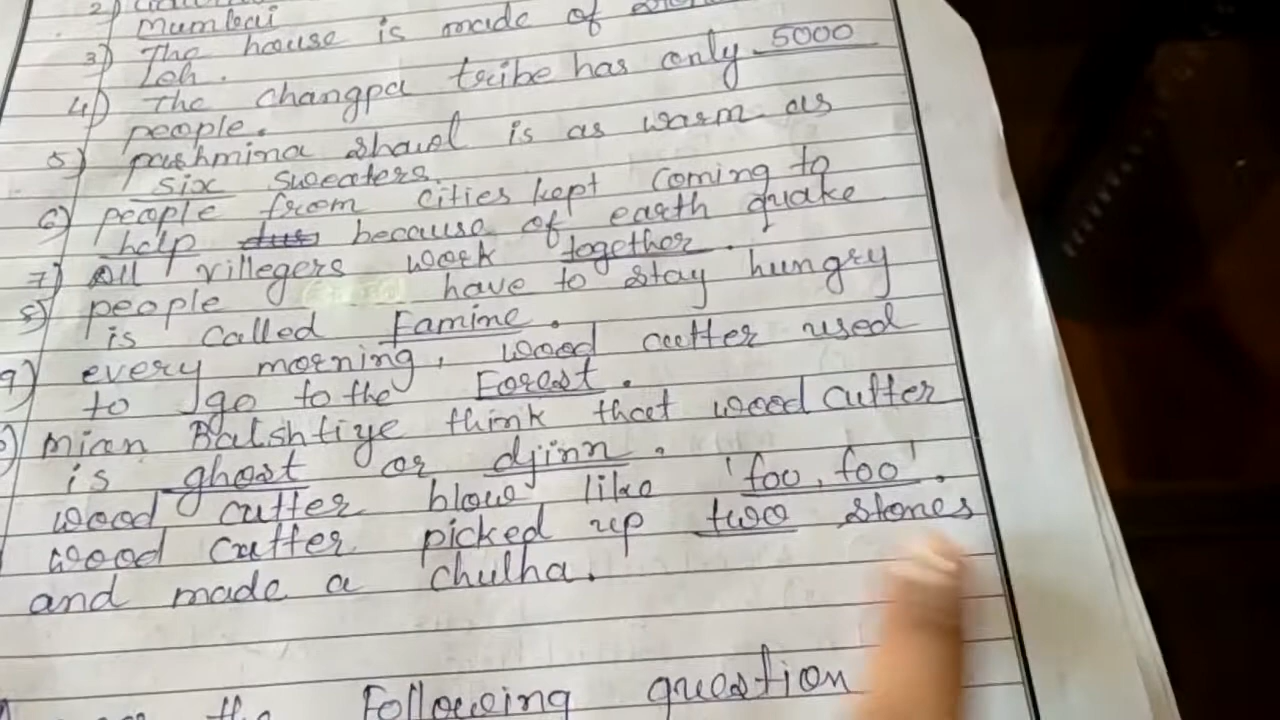 2)
Mumbai
3) The house is made of
Leh.
4) The changpa tribe has only 5000
people.
5) pashmina shawl is as warm as
six sweaters.
6) people from cities kept coming to
help because of earth quake
7) All villegers work together.
8) people have to stay hungry
is called Famine.
9) every morning, wood cutter used
to go to the Forest.
mian Balshtiye think that wood cutter
is ghost or djinn.
wood cutter blow like 'foo, foo'.
wood cutter picked up two stones
and made a chulha.
the Following question